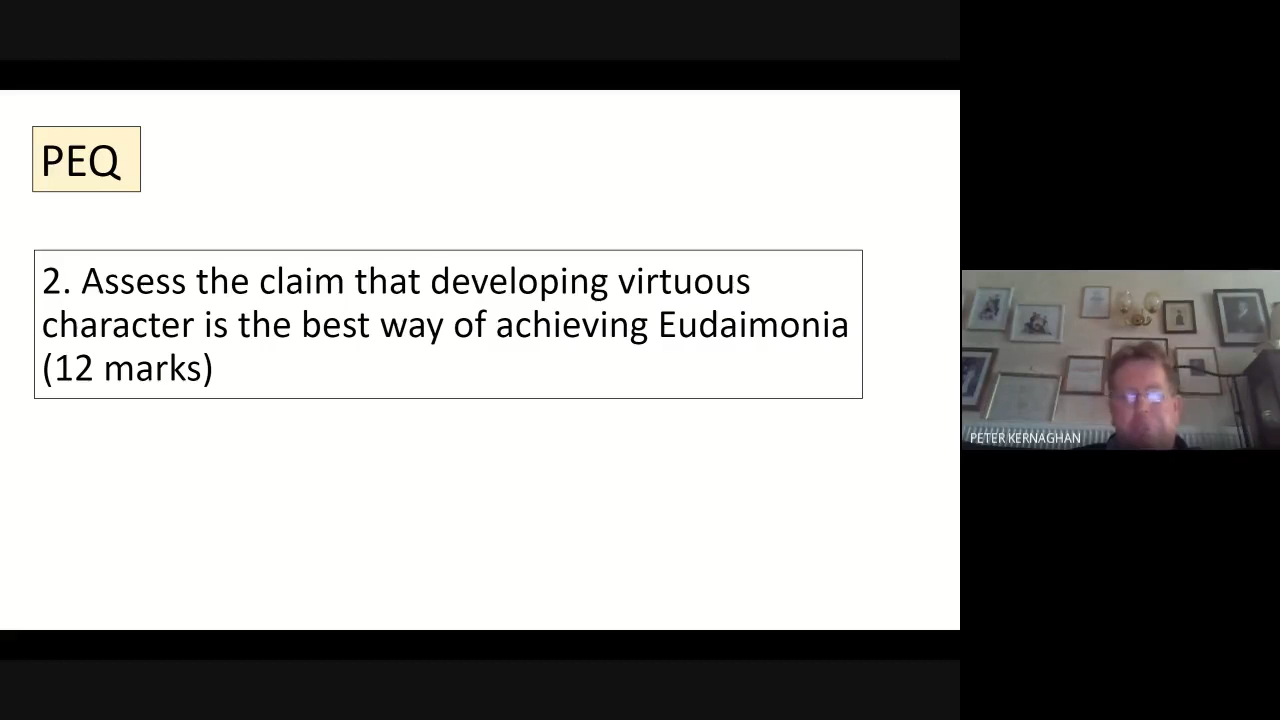 PEQ
2. Assess the claim that developing virtuous
character is the best way of achieving Eudaimonia
(12 marks)
PETER KERNAGHAN